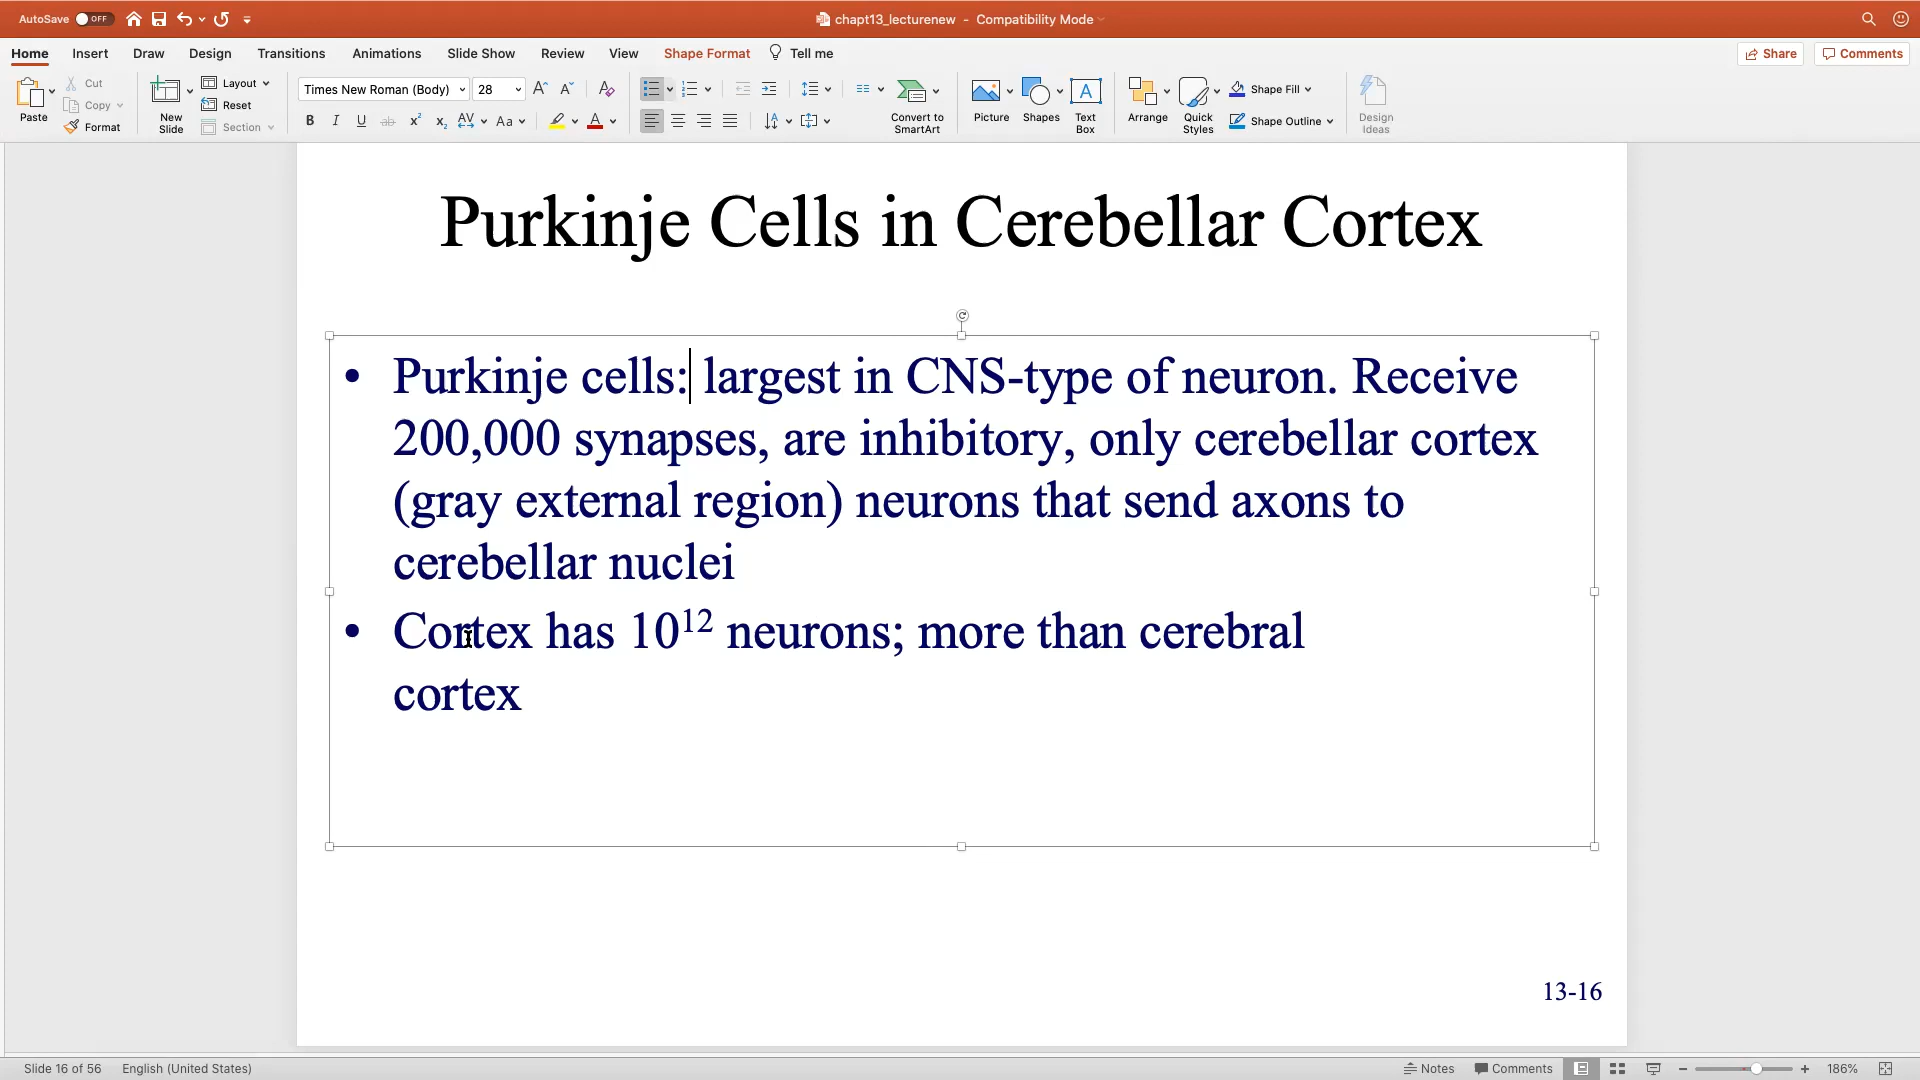 AutoSave OFF chapt13_lecturenew - Compatibility Mode
Home Insert Draw Design Transitions Animations Slide Show Review View Shape Format Tell me Share Comments
Paste Cut Copy Format
New Slide Layout Reset Section
Times New Roman (Body) 28
B I U ab x² x₂ AV Aa A
Convert to SmartArt
Picture Shapes Text Box
Arrange Quick Styles Shape Fill Shape Outline
Design Ideas
Purkinje Cells in Cerebellar Cortex
• Purkinje cells: largest in CNS-type of neuron. Receive
200,000 synapses, are inhibitory, only cerebellar cortex
(gray external region) neurons that send axons to
cerebellar nuclei
• Cortex has 10¹² neurons; more than cerebral
cortex
13-16
Slide 16 of 56 English (United States) Notes Comments 186%